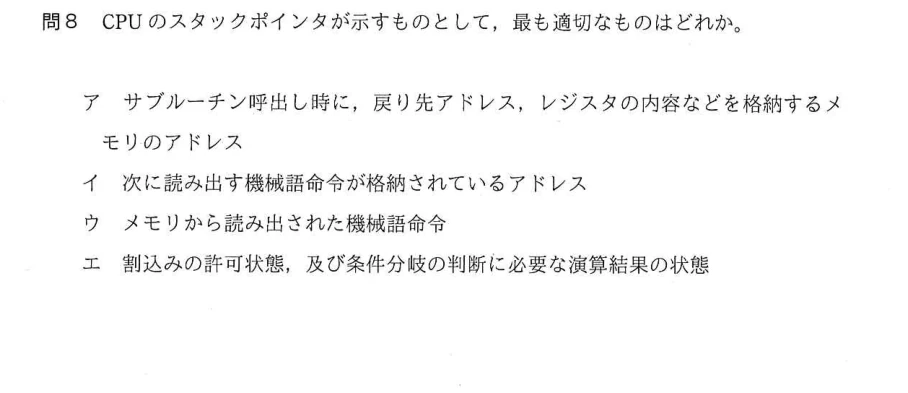 問8　CPUのスタックポインタが示すものとして，最も適切なものはどれか。
ア　サブルーチン呼出し時に，戻り先アドレス，レジスタの内容などを格納するメ
モリのアドレス
イ　次に読み出す機械語命令が格納されているアドレス
ウ　メモリから読み出された機械語命令
エ　割込みの許可状態，及び条件分岐の判断に必要な演算結果の状態